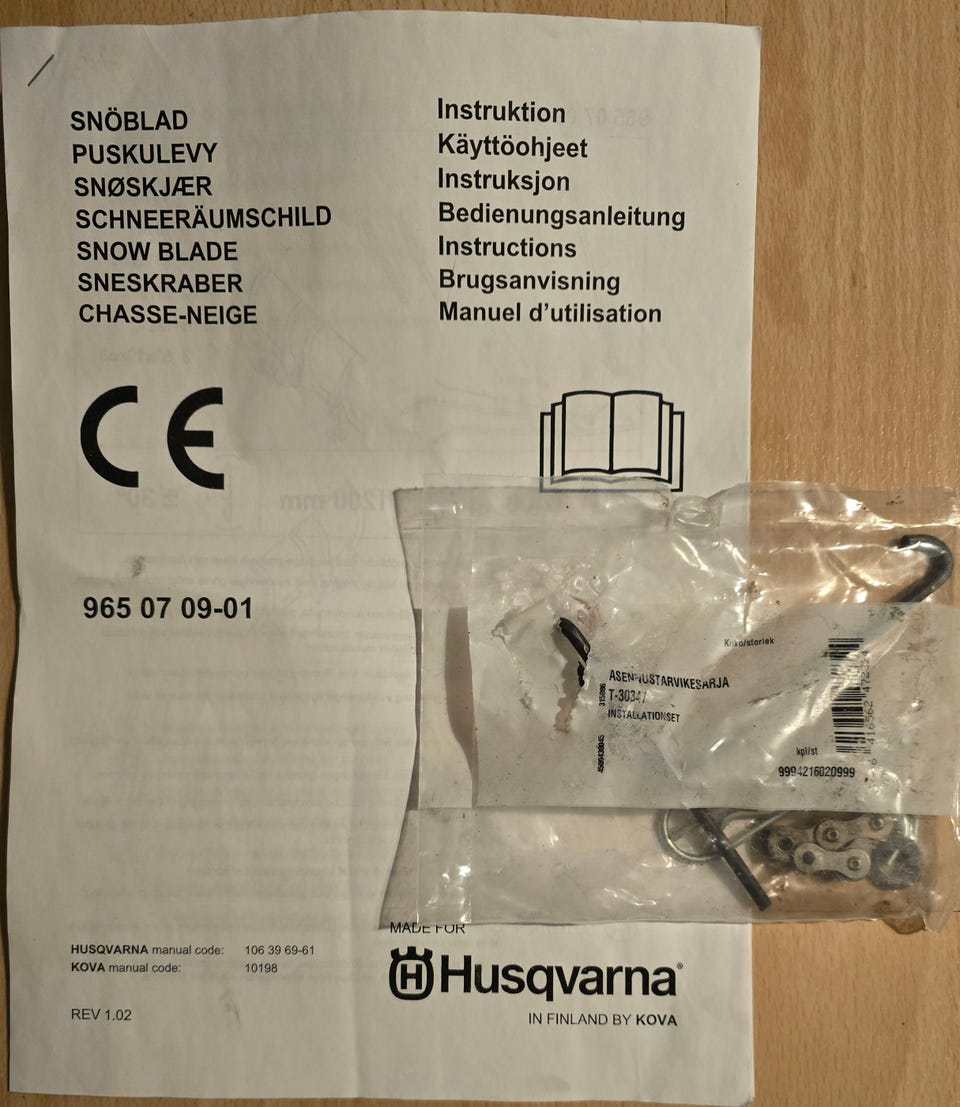 SNÖBLAD
PUSKULEVY
SNØSKJÆR
SCHNEERÄUMSCHILD
SNOW BLADE
SNESKRABER
CHASSE-NEIGE
Instruktion
Käyttöohjeet
Instruksjon
Bedienungsanleitung
Instructions
Brugsanvisning
Manuel d'utilisation
CE
965 07 09-01
ASENNUSTARVIKESARJA
T-30347
INSTALLATIONSET
kpl/st
9994216020999
HUSQVARNA manual code: 106 39 69-61
KOVA manual code: 10198
REV 1.02
MADE FOR
H Husqvarna®
IN FINLAND BY KOVA